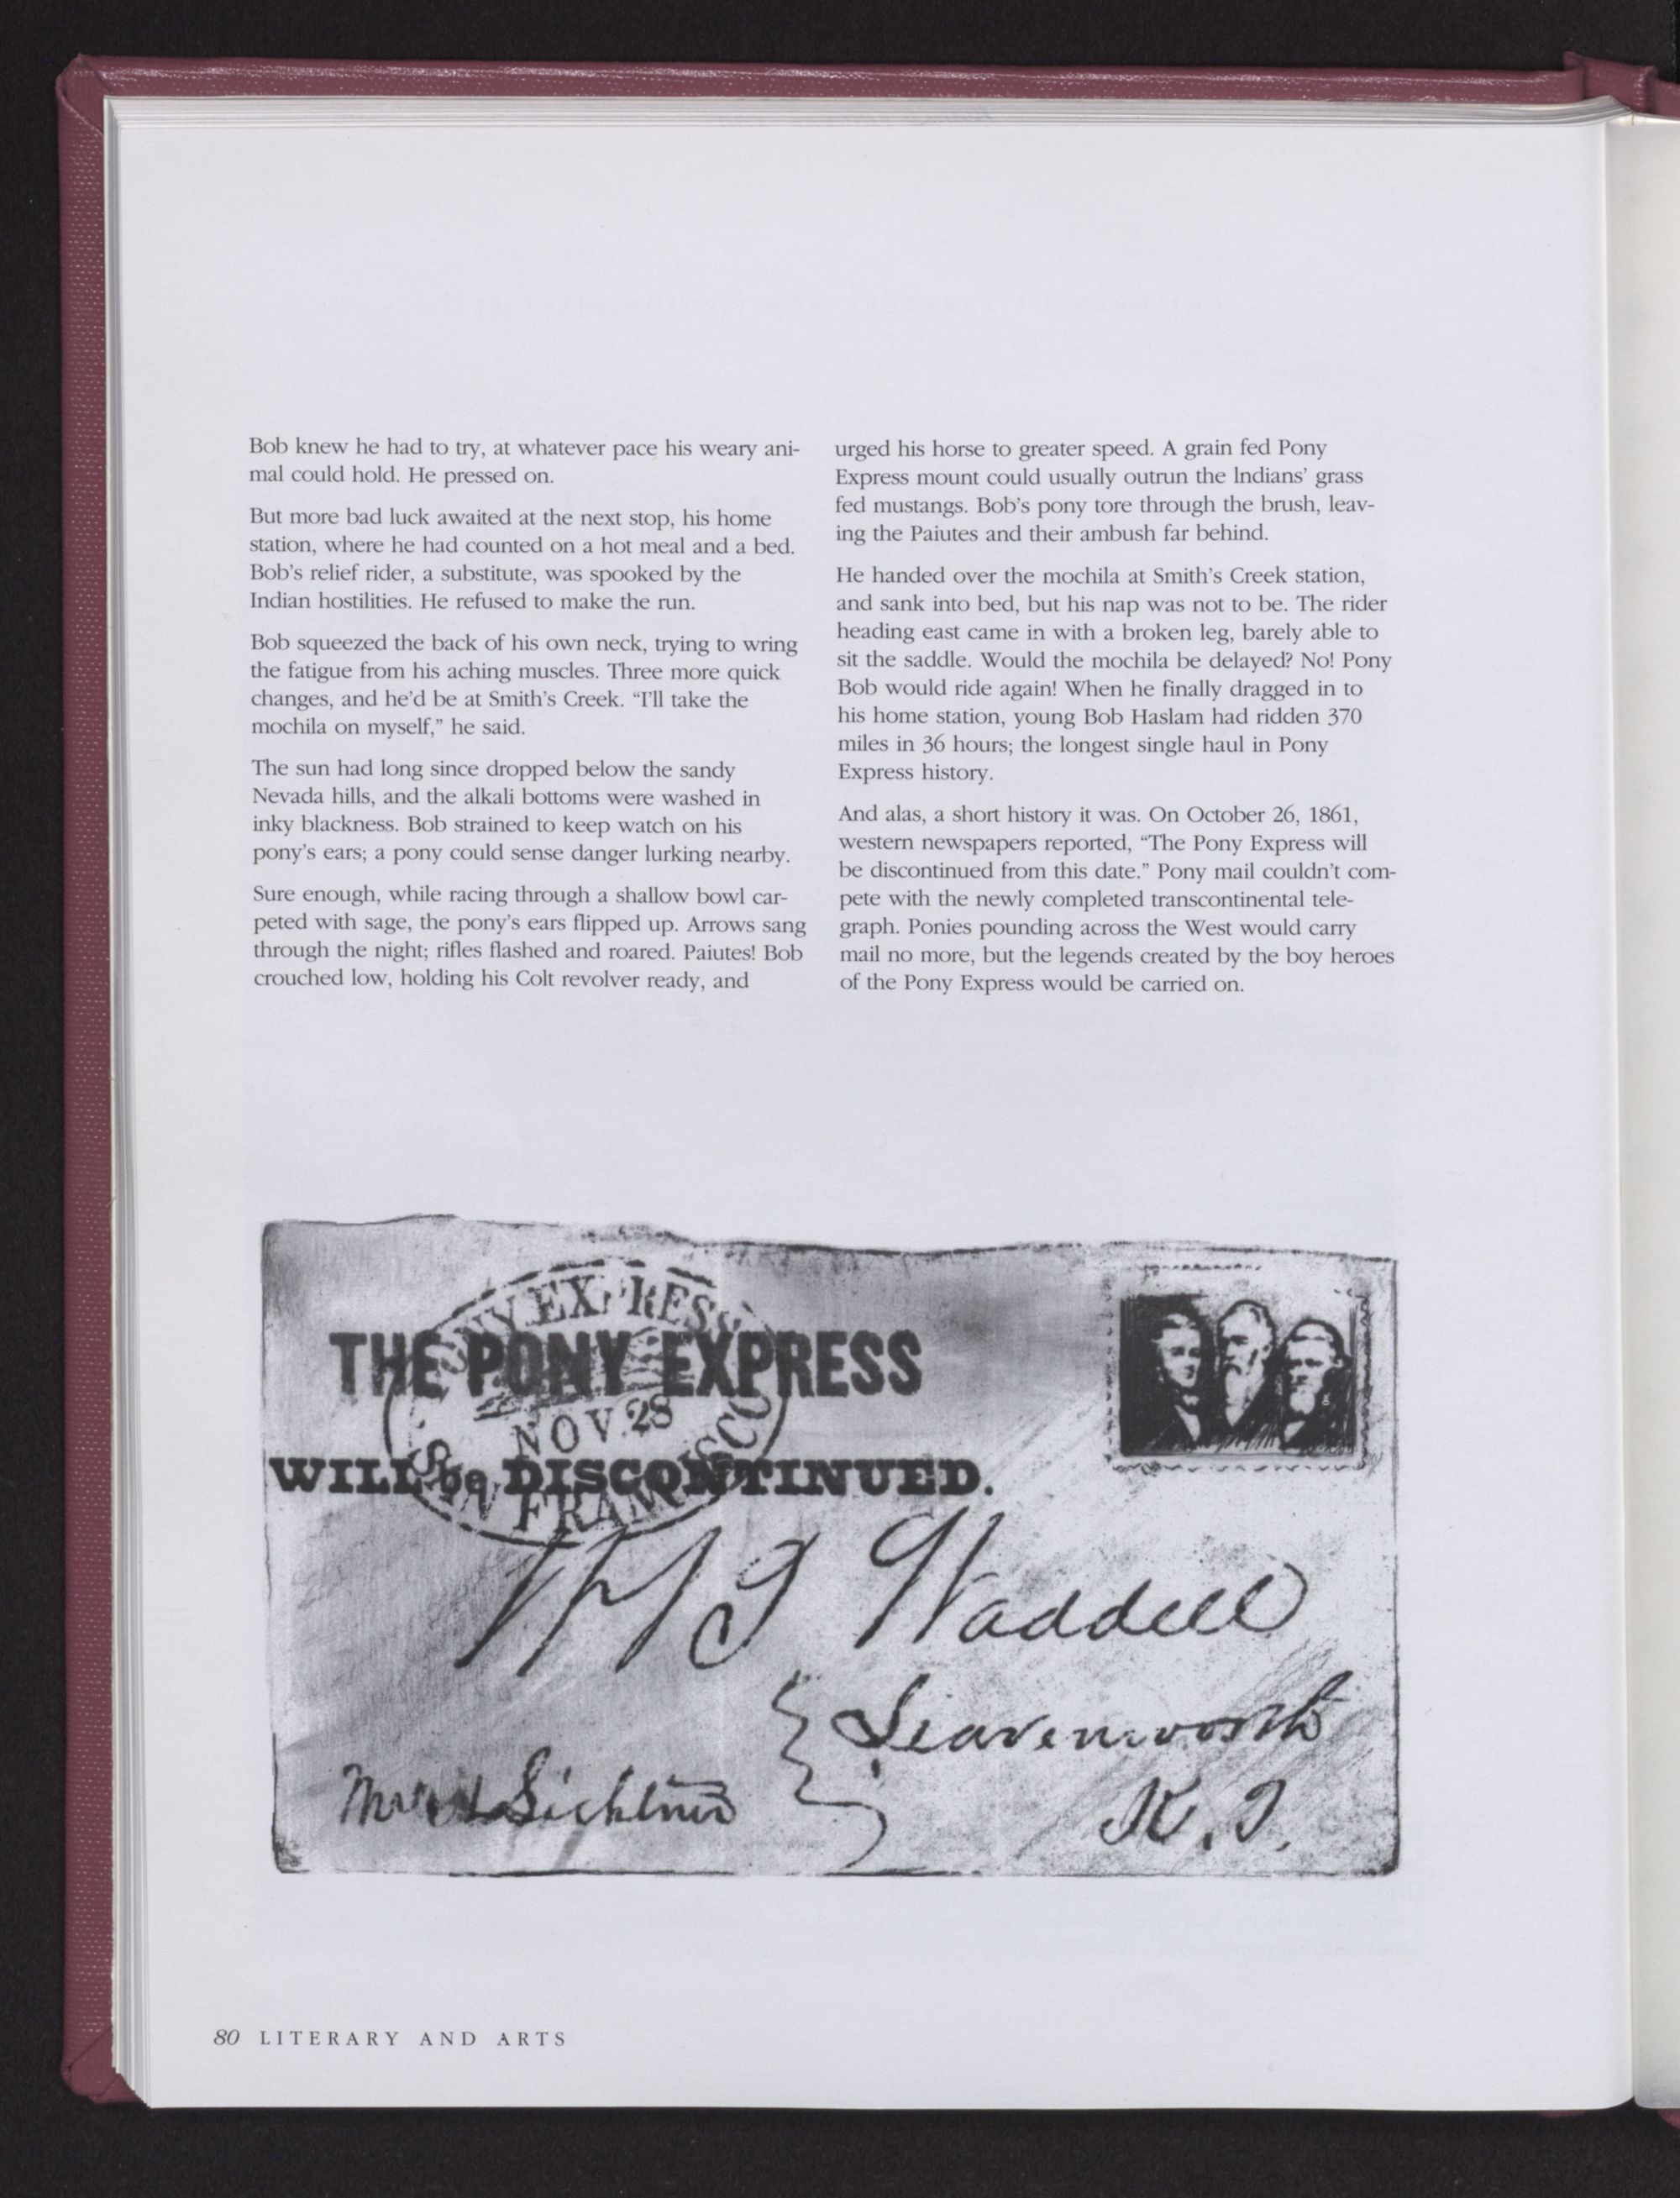 Bob knew he had to try, at whatever pace his weary ani-
mal could hold. He pressed on.
But more bad luck awaited at the next stop, his home
station, where he had counted on a hot meal and a bed.
Bob's relief rider, a substitute, was spooked by the
Indian hostilities. He refused to make the run.
Bob squeezed the back of his own neck, trying to wring
the fatigue from his aching muscles. Three more quick
changes, and he'd be at Smith's Creek. “I'll take the
mochila on myself,” he said.
The sun had long since dropped below the sandy
Nevada hills, and the alkali bottoms were washed in
inky blackness. Bob strained to keep watch on his
pony's ears; a pony could sense danger lurking nearby.
Sure enough, while racing through a shallow bowl car-
peted with sage, the pony's ears flipped up. Arrows sang
through the night; rifles flashed and roared. Paiutes! Bob
crouched low, holding his Colt revolver ready, and
urged his horse to greater speed. A grain fed Pony
Express mount could usually outrun the lndians' grass
fed mustangs. Bob's pony tore through the brush, leav-
ing the Paiutes and their ambush far behind.
He handed over the mochila at Smith's Creek station,
and sank into bed, but his nap was not to be. The rider
heading east came in with a broken leg, barely able to
sit the saddle. Would the mochila be delayed? No! Pony
Bob would ride again! When he finally dragged in to
his home station, young Bob Haslam had ridden 370
miles in 36 hours; the longest single haul in Pony
Express history.
And alas, a short history it was. On October 26, 1861,
western newspapers reported, “The Pony Express will
be discontinued from this date.” Pony mail couldn't com-
pete with the newly completed transcontinental tele-
graph. Ponies pounding across the West would carry
mail no more, but the legends created by the boy heroes
of the Pony Express would be carried on.
PONY EXPRESS
THE PONY EXPRESS
NOV. 28
SAN FRANCISCO
WILL be DISCONTINUED.
Waddell
Leavenworth
K. T.
80 LITERARY AND ARTS